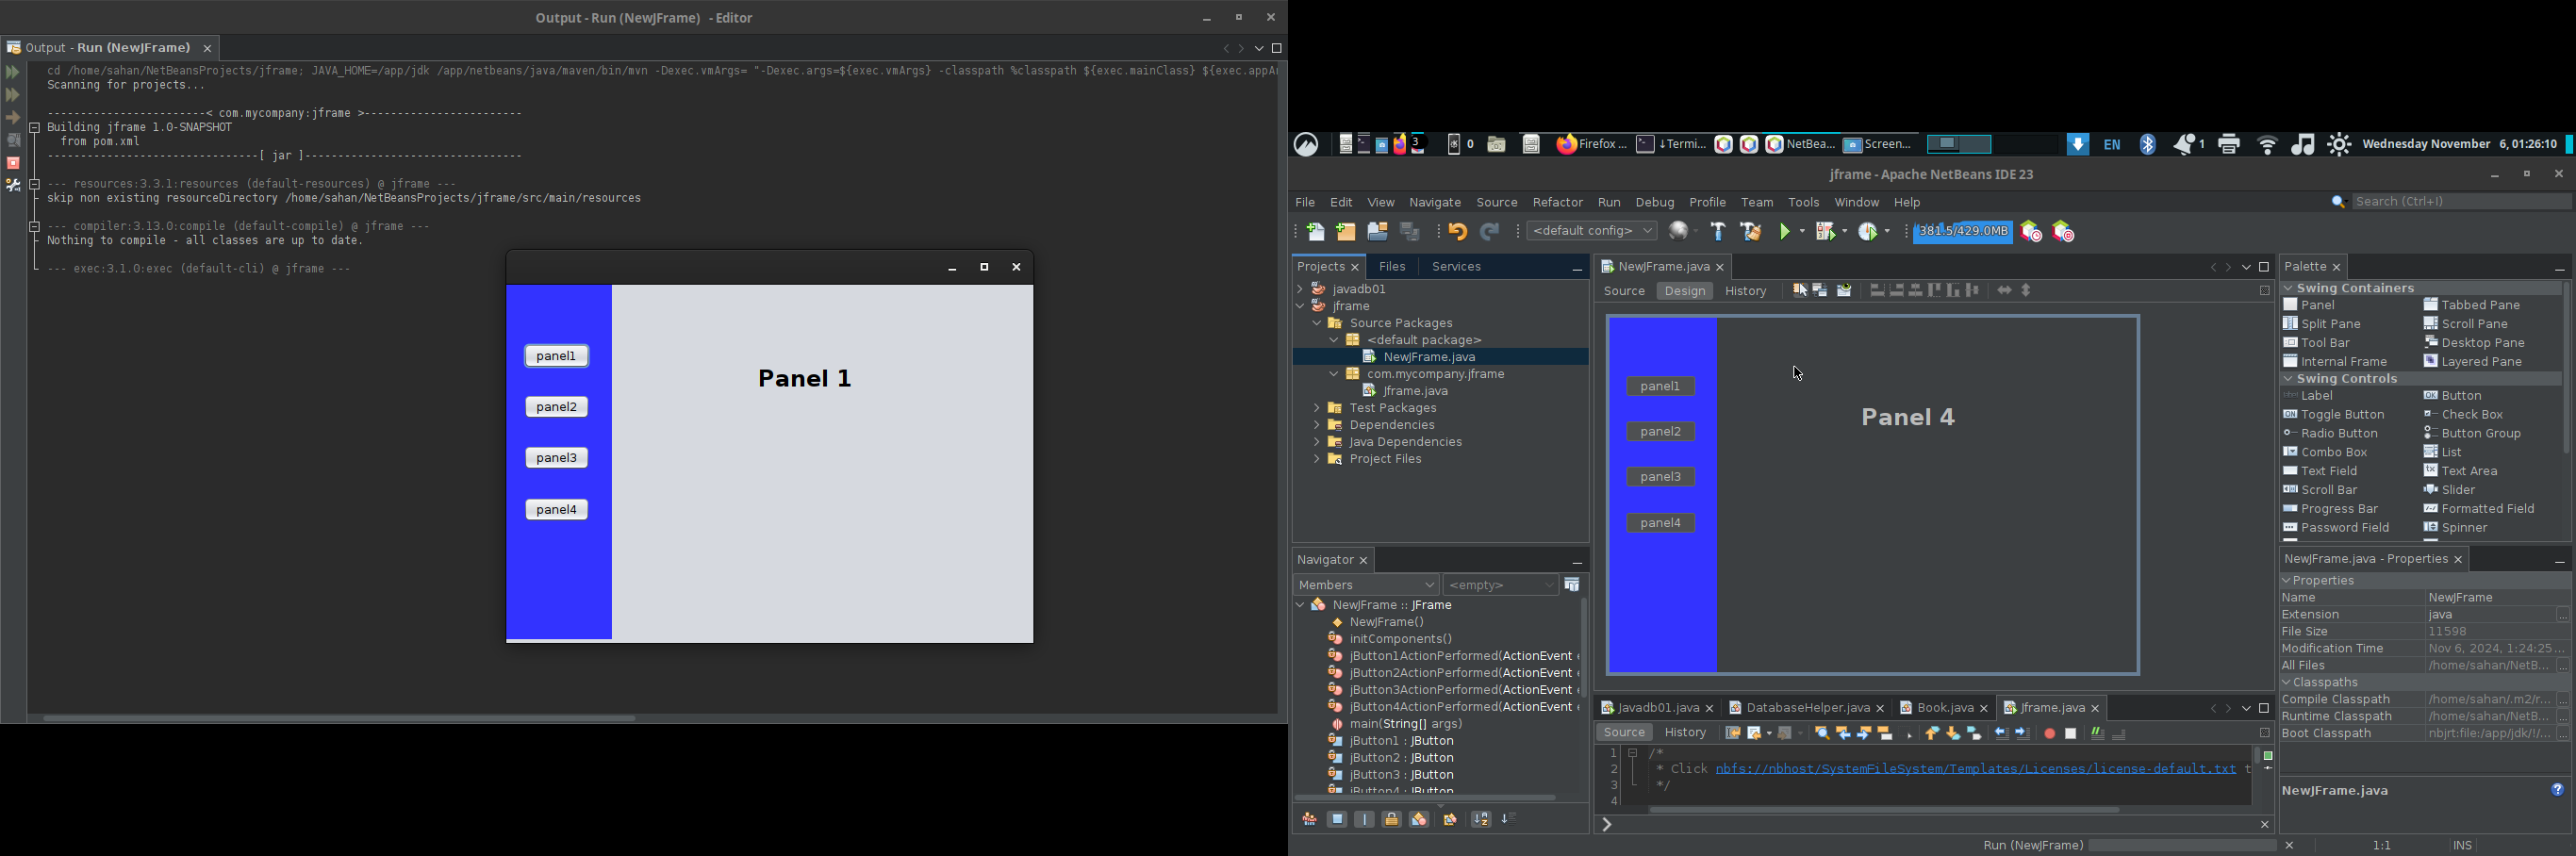 Output - Run (NewJFrame) - Editor
Output - Run (NewJFrame)
cd /home/sahan/NetBeansProjects/jframe; JAVA_HOME=/app/jdk /app/netbeans/java/maven/bin/mvn -Dexec.vmArgs= "-Dexec.args=${exec.vmArgs} -classpath %classpath ${exec.mainClass} ${exec.appAr
Scanning for projects...
------------------------< com.mycompany:jframe >------------------------
Building jframe 1.0-SNAPSHOT
from pom.xml
--------------------------------[ jar ]---------------------------------
--- resources:3.3.1:resources (default-resources) @ jframe ---
skip non existing resourceDirectory /home/sahan/NetBeansProjects/jframe/src/main/resources
--- compiler:3.13.0:compile (default-compile) @ jframe ---
Nothing to compile - all classes are up to date.
--- exec:3.1.0:exec (default-cli) @ jframe ---
panel1
panel2
panel3
panel4
Panel 1
3 0 Firefox ... ↓Termi... NetBea... Screen... EN 1 Wednesday November 6, 01:26:10
jframe - Apache NetBeans IDE 23
File Edit View Navigate Source Refactor Run Debug Profile Team Tools Window Help Search (Ctrl+I)
<default config> 381.5/429.0MB
Projects Files Services
javadb01
jframe
Source Packages
<default package>
NewJFrame.java
com.mycompany.jframe
Jframe.java
Test Packages
Dependencies
Java Dependencies
Project Files
Navigator
Members <empty>
NewJFrame :: JFrame
NewJFrame()
initComponents()
jButton1ActionPerformed(ActionEvent e
jButton2ActionPerformed(ActionEvent e
jButton3ActionPerformed(ActionEvent e
jButton4ActionPerformed(ActionEvent e
main(String[] args)
jButton1 : JButton
jButton2 : JButton
jButton3 : JButton
jButton4 : JButton
NewJFrame.java
Source Design History
panel1
panel2
panel3
panel4
Panel 4
Javadb01.java DatabaseHelper.java Book.java Jframe.java
Source History
1 /*
2 * Click nbfs://nbhost/SystemFileSystem/Templates/Licenses/license-default.txt t
3 */
4
Palette
Swing Containers
Panel Tabbed Pane
Split Pane Scroll Pane
Tool Bar Desktop Pane
Internal Frame Layered Pane
Swing Controls
Label Button
Toggle Button Check Box
Radio Button Button Group
Combo Box List
Text Field Text Area
Scroll Bar Slider
Progress Bar Formatted Field
Password Field Spinner
NewJFrame.java - Properties
Properties
Name NewJFrame
Extension java
File Size 11598
Modification Time Nov 6, 2024, 1:24:25...
All Files /home/sahan/NetB...
Classpaths
Compile Classpath /home/sahan/.m2/r...
Runtime Classpath /home/sahan/NetB...
Boot Classpath nbjrt:file:/app/jdk/!/...
NewJFrame.java
Run (NewJFrame) 1:1 INS